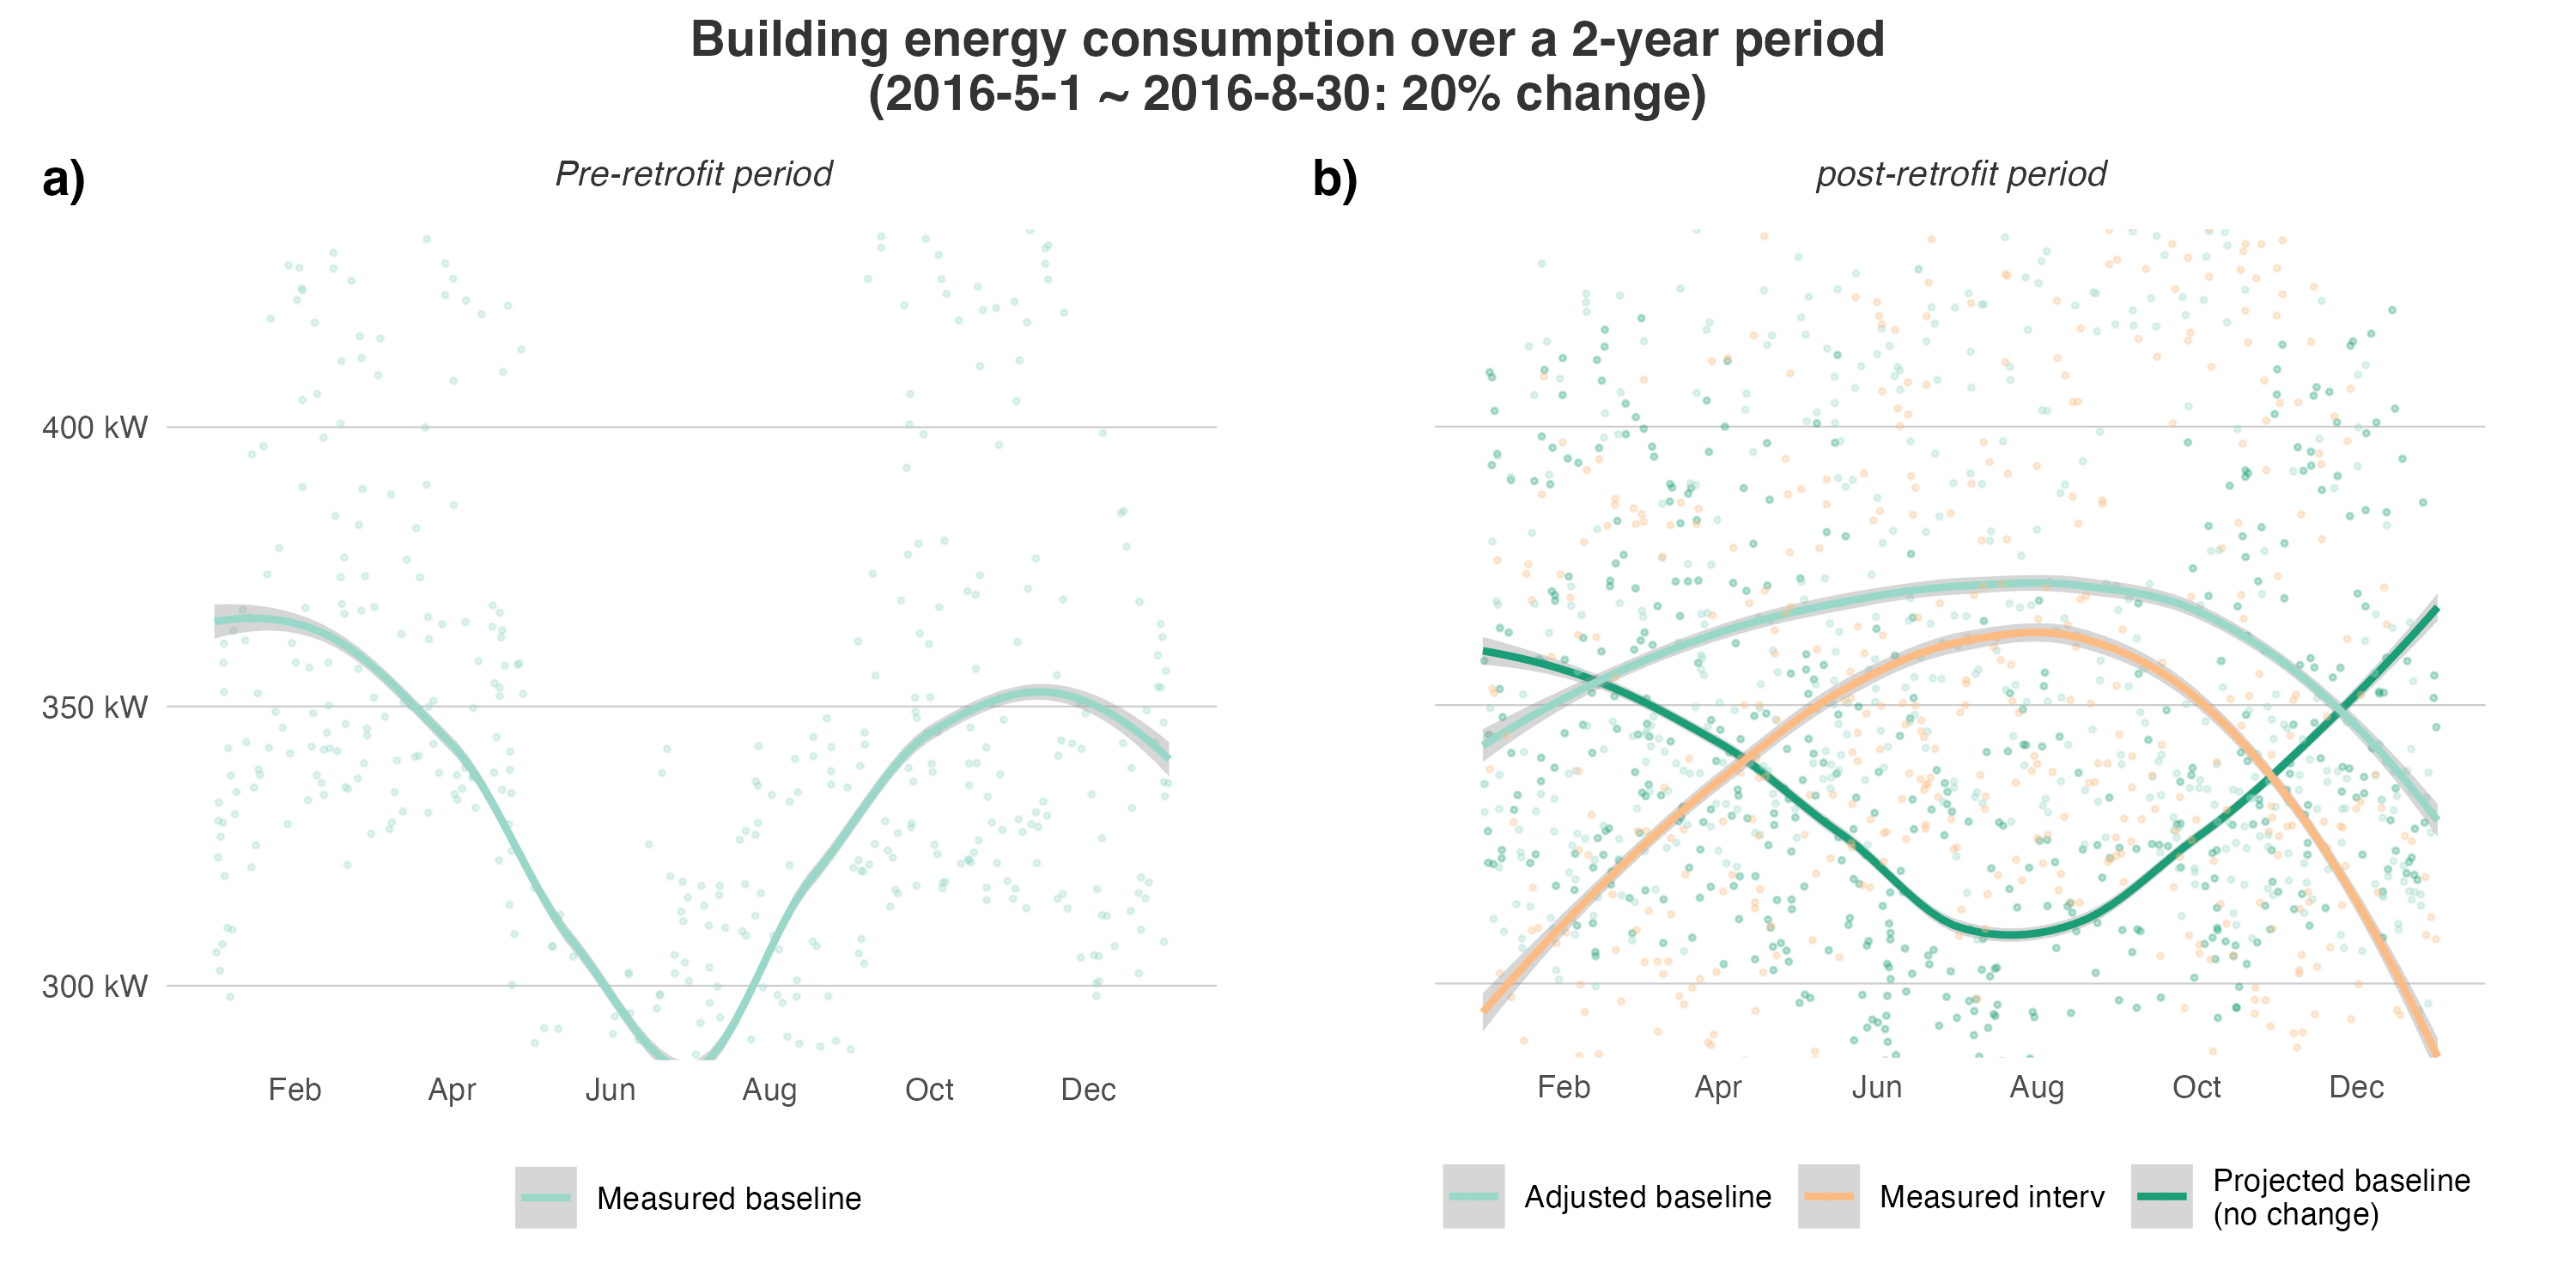 Building energy consumption over a 2-year period
(2016-5-1 ~ 2016-8-30: 20% change)
a)
Pre-retrofit period
400 kW
350 kW
300 kW
Feb Apr Jun Aug Oct Dec
Measured baseline
b)
post-retrofit period
Feb Apr Jun Aug Oct Dec
Adjusted baseline
Measured interv
Projected baseline
(no change)